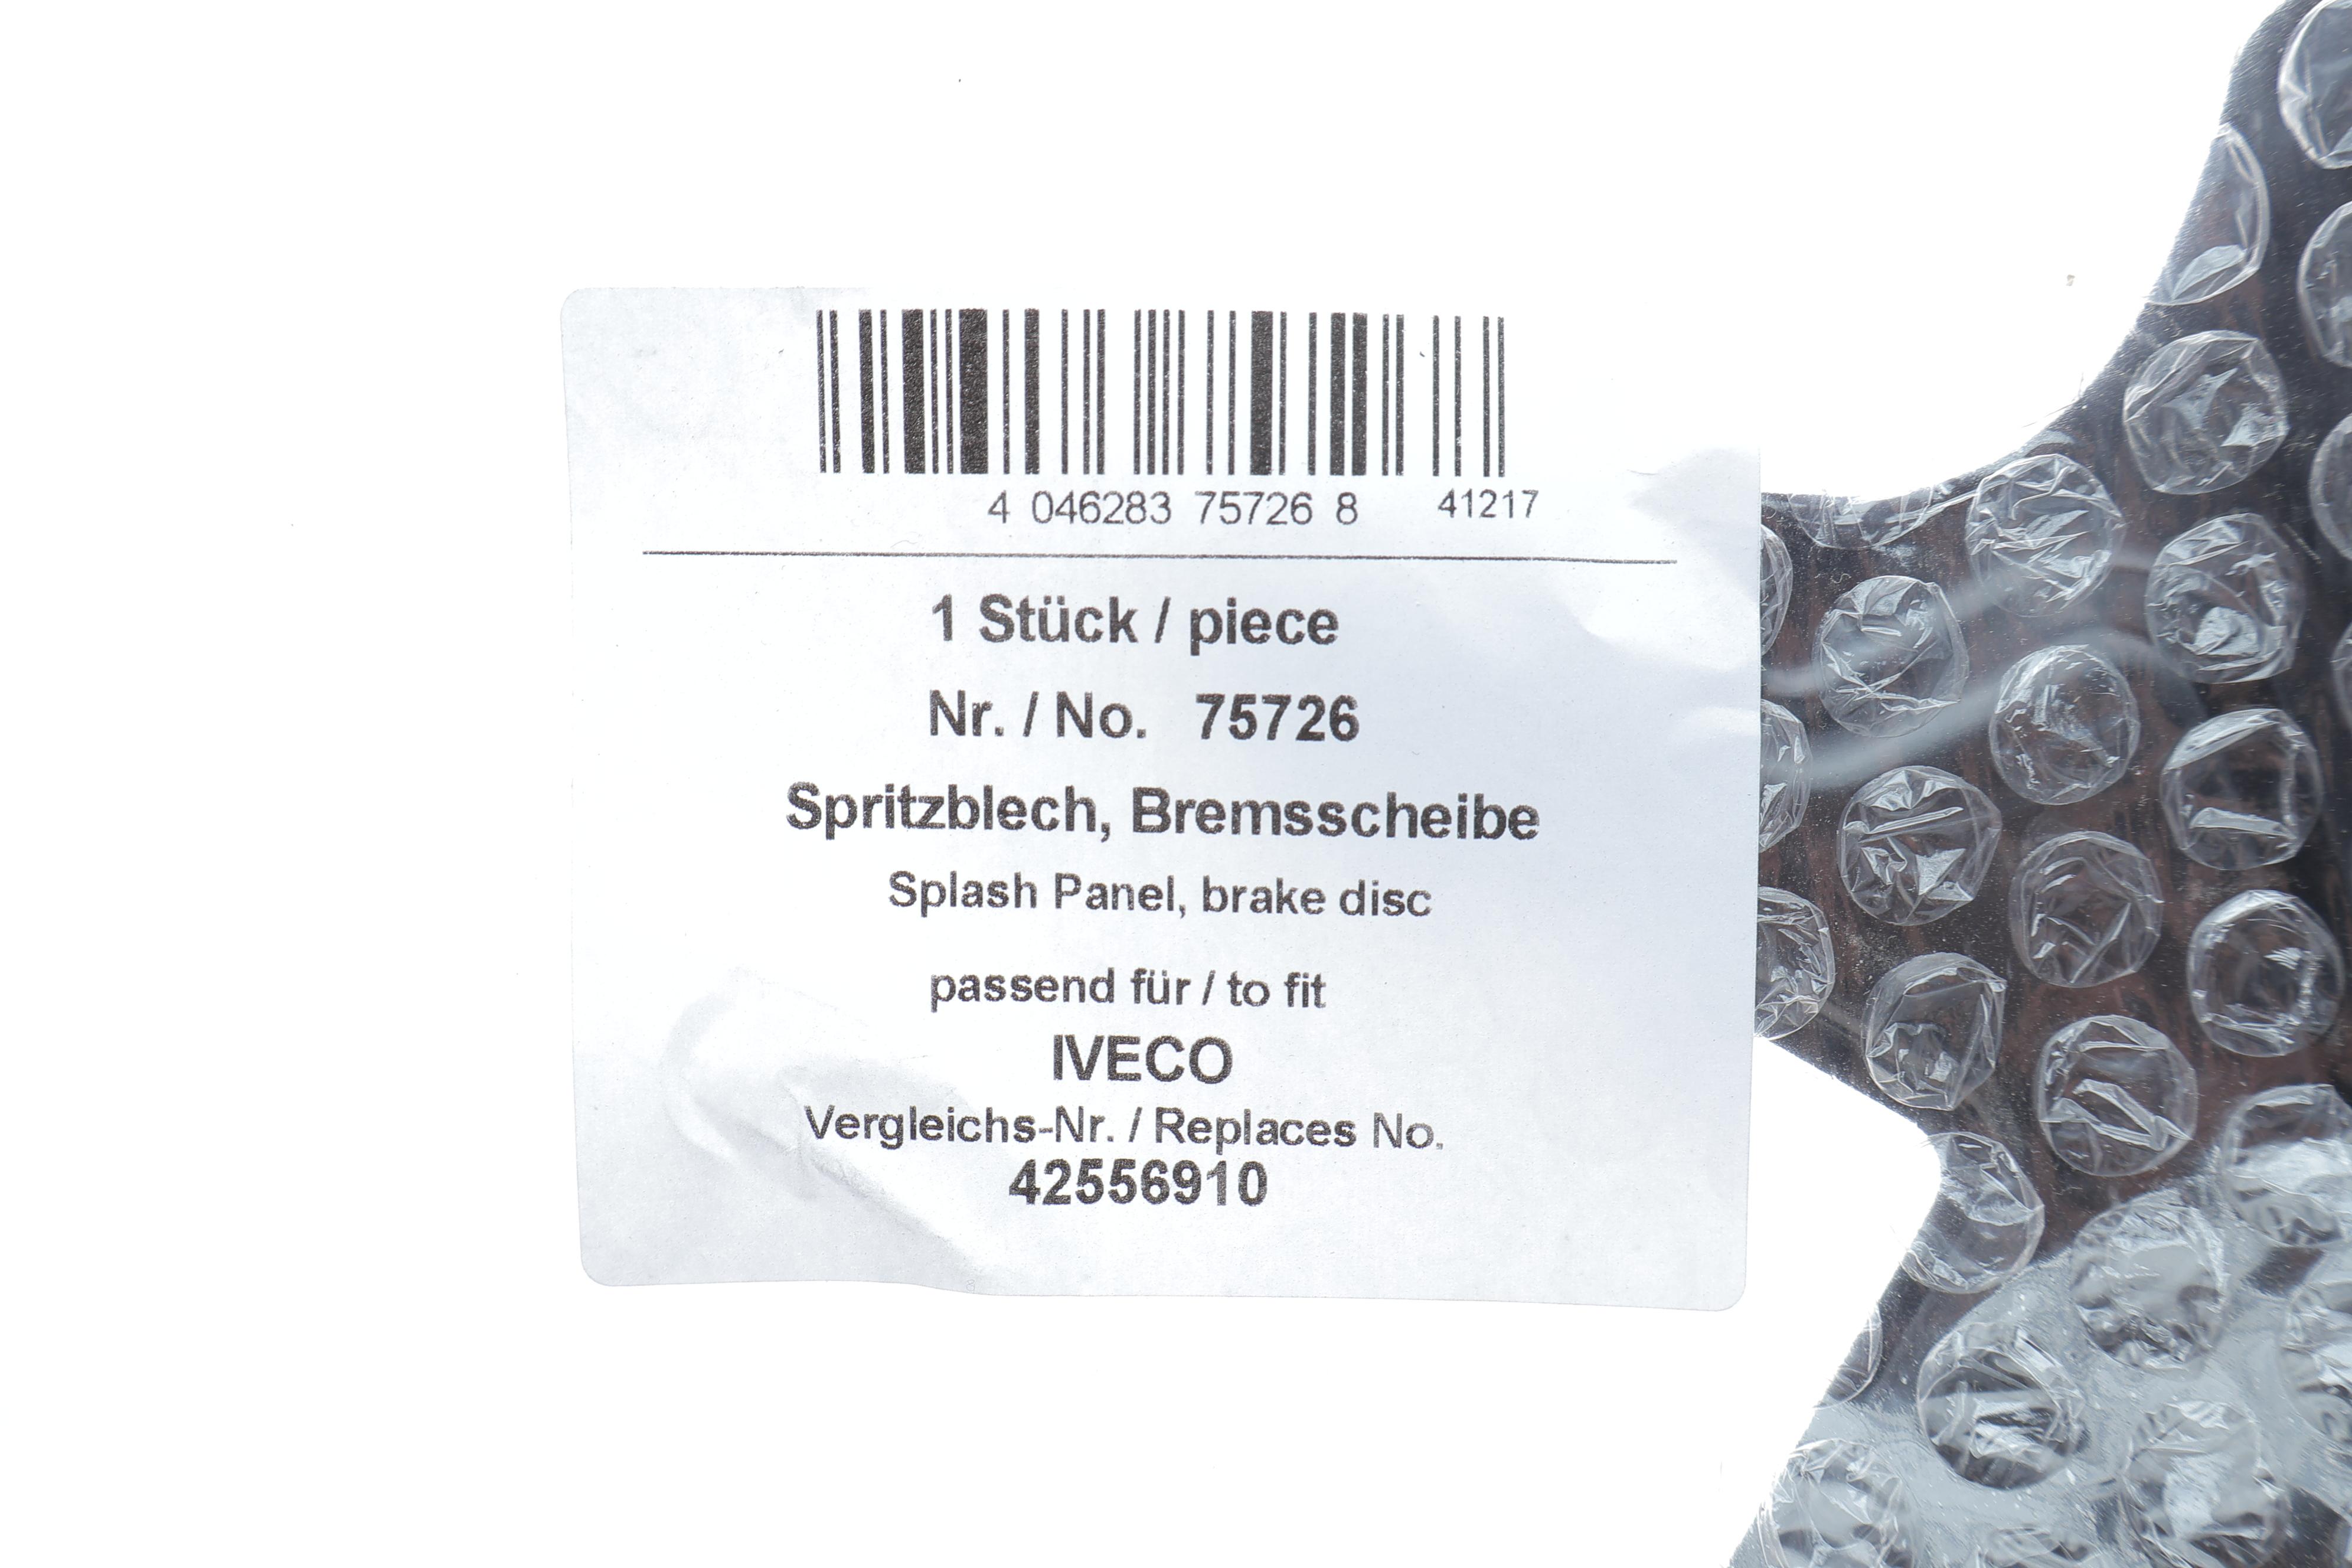 4 046283 75726 8 41217
1 Stück / piece
Nr. / No. 75726
Spritzblech, Bremsscheibe
Splash Panel, brake disc
passend für / to fit
IVECO
Vergleichs-Nr. / Replaces No.
42556910